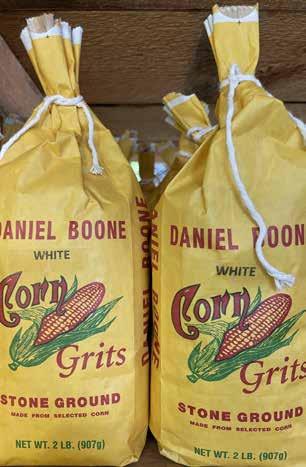 DANIEL BOONE
WHITE
Corn
Grits
STONE GROUND
MADE FROM SELECTED CORN
NET WT. 2 LB. (907g)
DANIEL BOONE
DANIEL BOONE
WHITE
Corn
Grits
STONE GROUND
MADE FROM SELECTED CORN
NET WT. 2 LB. (907g)